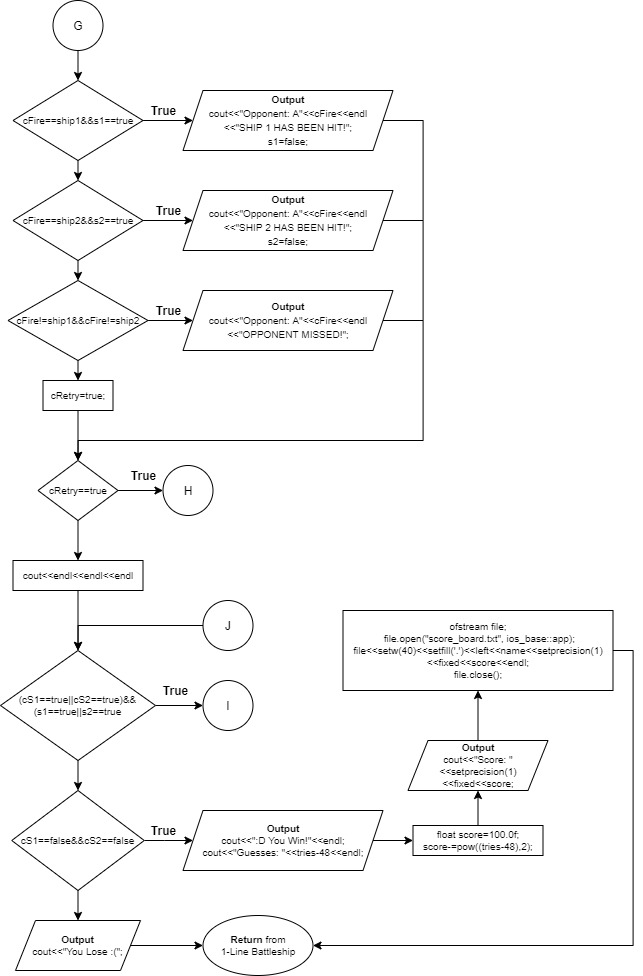 G
cFire==ship1&&s1==true
True
Output
cout<<"Opponent: A"<<cFire<<endl
<<"SHIP 1 HAS BEEN HIT!";
s1=false;
cFire==ship2&&s2==true
True
Output
cout<<"Opponent: A"<<cFire<<endl
<<"SHIP 2 HAS BEEN HIT!";
s2=false;
cFire!=ship1&&cFire!=ship2
True
Output
cout<<"Opponent: A"<<cFire<<endl
<<"OPPONENT MISSED!";
cRetry=true;
cRetry==true
True
H
cout<<endl<<endl<<endl
J
(cS1==true||cS2==true)&&
(s1==true||s2==true
True
I
ofstream file;
file.open("score_board.txt", ios_base::app);
file<<setw(40)<<setfill('.')<<left<<name<<setprecision(1)
<<fixed<<score<<endl;
file.close();
Output
cout<<"Score: "
<<setprecision(1)
<<fixed<<score;
cS1==false&&cS2==false
True
Output
cout<<":D You Win!"<<endl;
cout<<"Guesses: "<<tries-48<<endl;
float score=100.0f;
score-=pow((tries-48),2);
Output
cout<<"You Lose :(";
Return from
1-Line Battleship